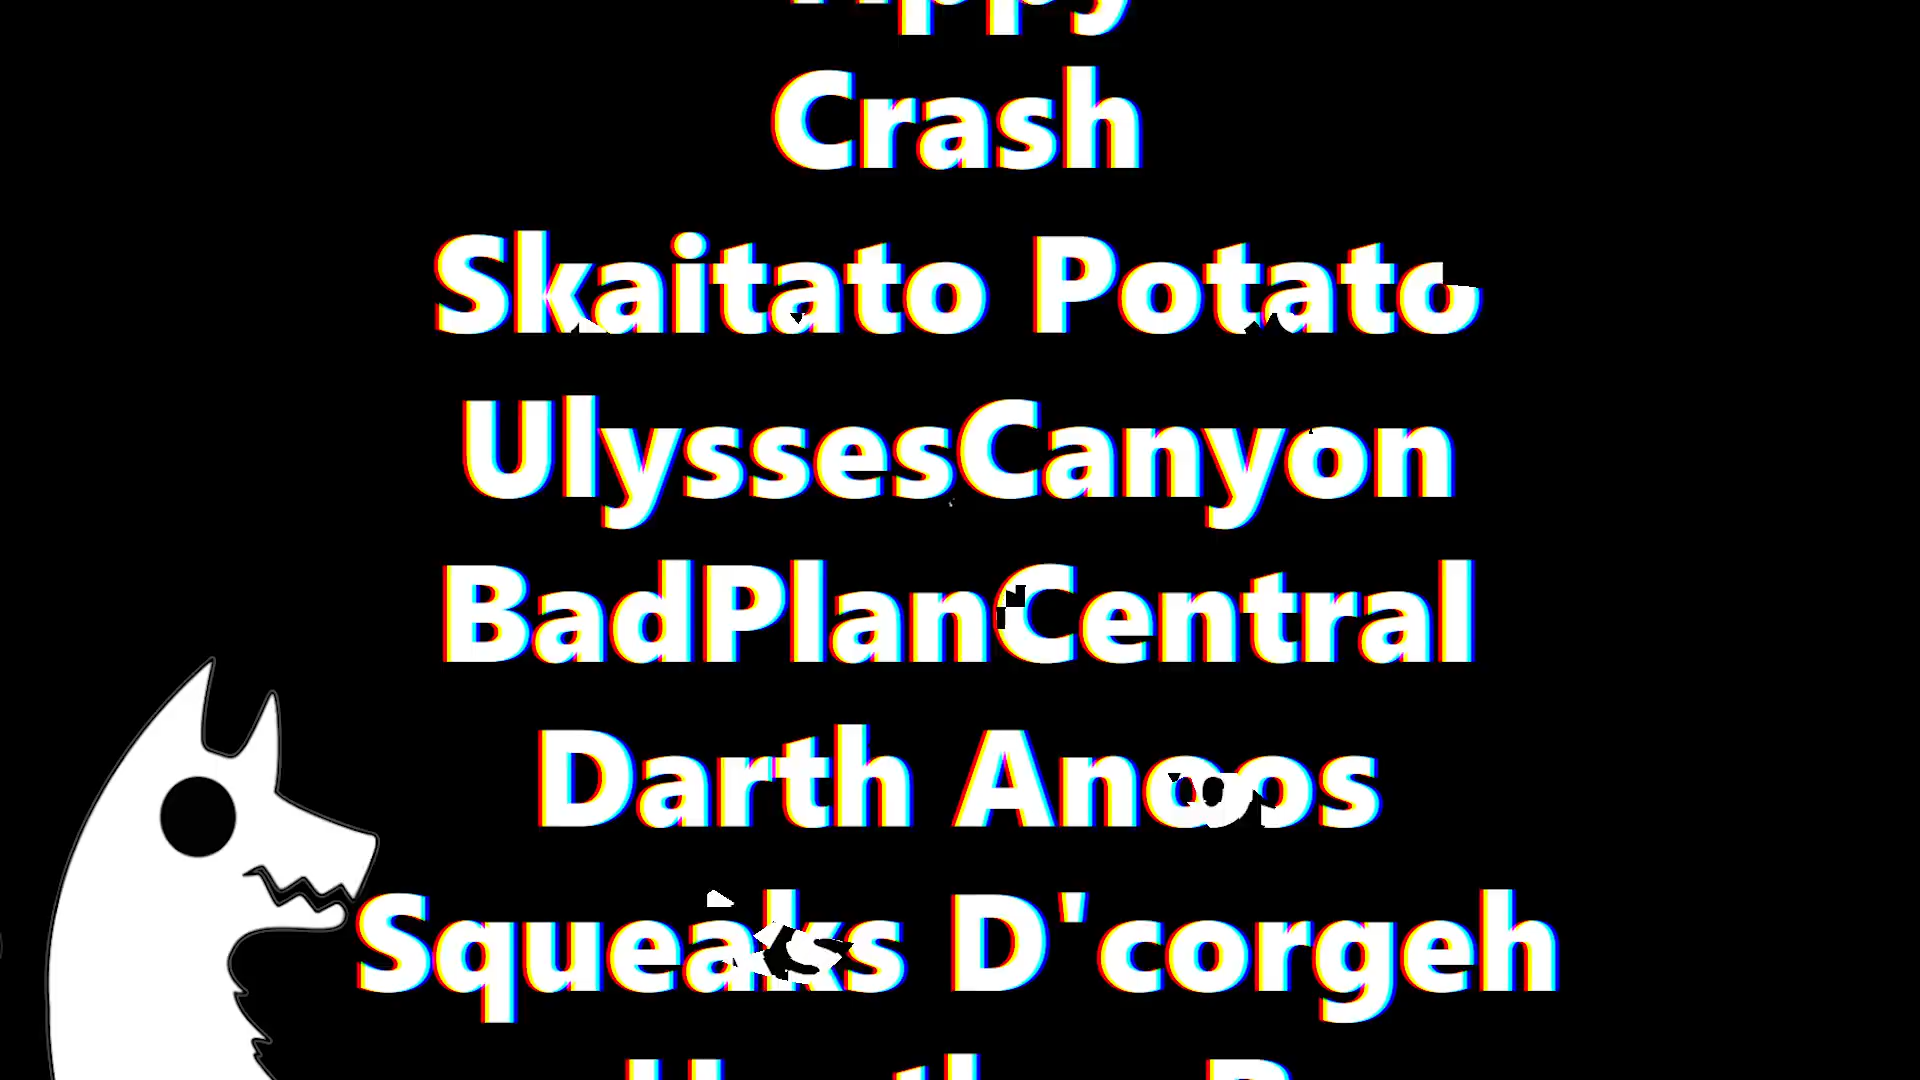 Crash
Skaitato Potato
UlyssesCanyon
BadPlanCentral
Darth Anoos
Squeaks D'corgeh